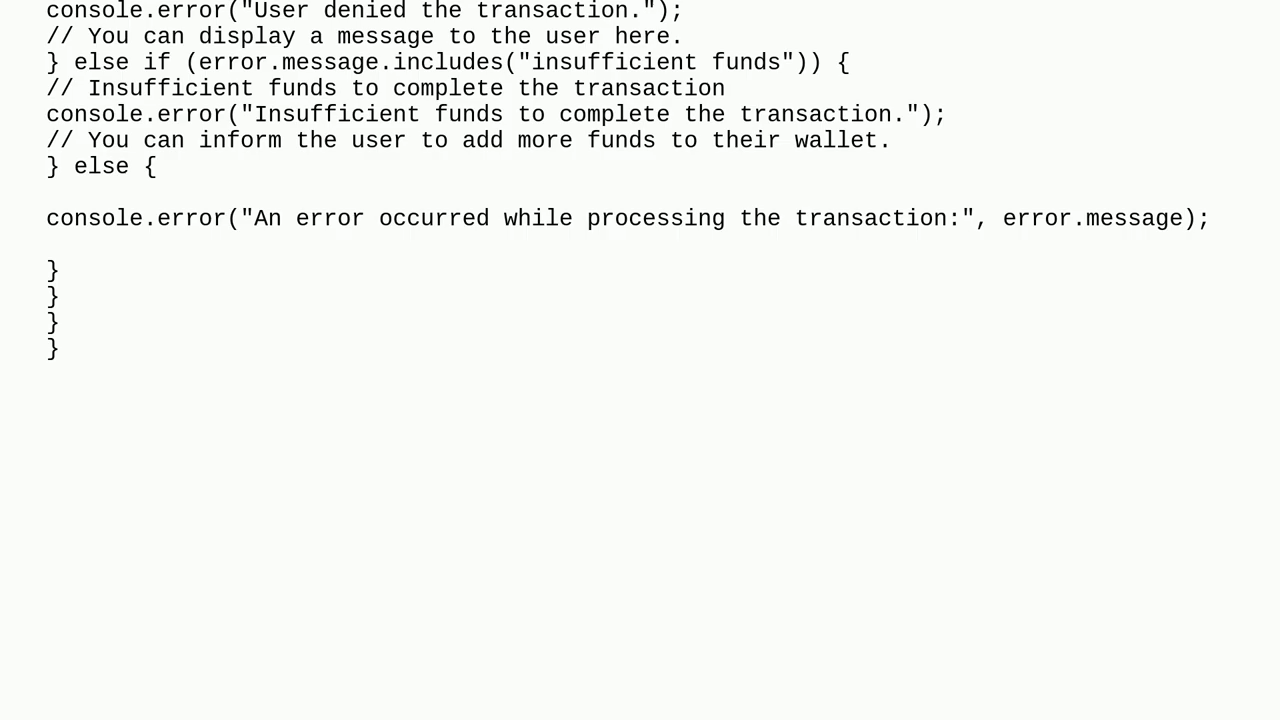 console.error("User denied the transaction.");
// You can display a message to the user here.
} else if (error.message.includes("insufficient funds")) {
// Insufficient funds to complete the transaction
console.error("Insufficient funds to complete the transaction.");
// You can inform the user to add more funds to their wallet.
} else {
console.error("An error occurred while processing the transaction:", error.message);
}
}
}
}